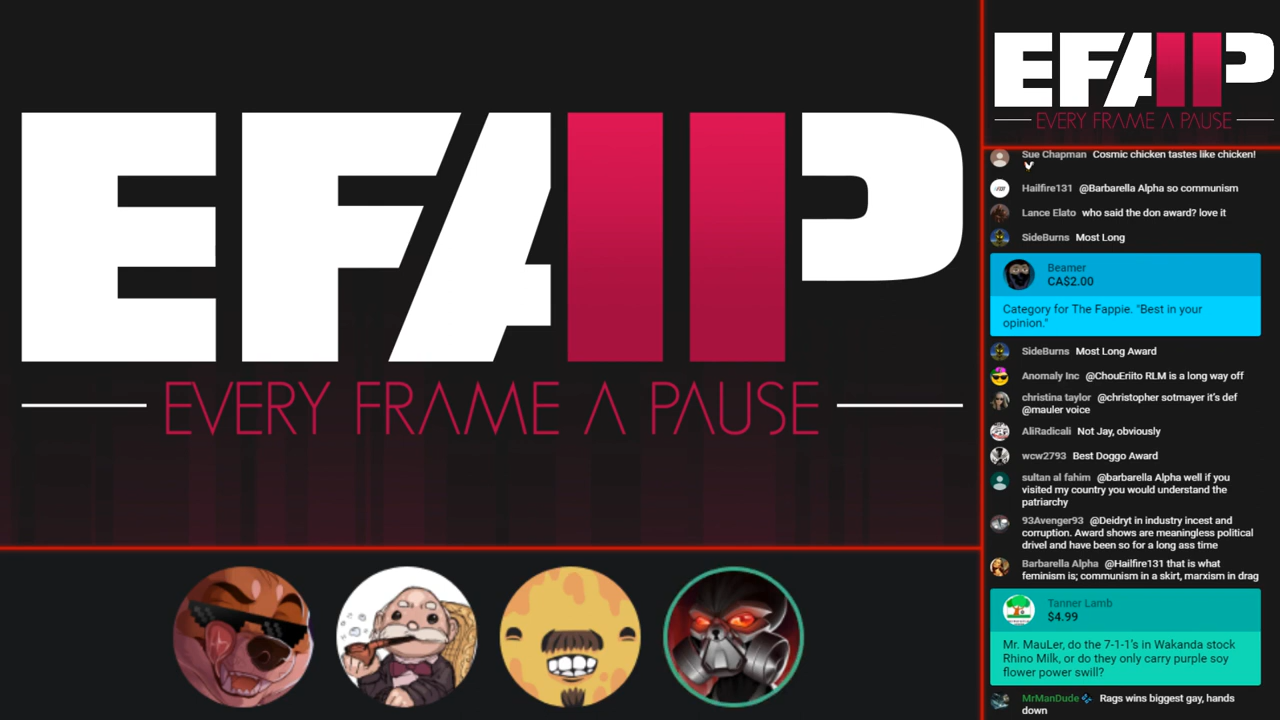 EFAP
EVERY FRAME A PAUSE
EFAP
EVERY FRAME A PAUSE
Sue Chapman Cosmic chicken tastes like chicken!
Hailfire131 @Barbarella Alpha so communism
Lance Elato who said the don award? love it
SideBurns Most Long
Beamer
CA$2.00
Category for The Fappie. "Best in your
opinion."
SideBurns Most Long Award
Anomaly Inc @ChouEriito RLM is a long way off
christina taylor @christopher sotmayer it's def
@mauler voice
AliRadicali Not Jay, obviously
wcw2793 Best Doggo Award
sultan al fahim @barbarella Alpha well if you
visited my country you would understand the
patriarchy
93Avenger93 @Deidryt in industry incest and
corruption. Award shows are meaningless political
drivel and have been so for a long ass time
Barbarella Alpha @Hailfire131 that is what
feminism is; communism in a skirt, marxism in drag
Tanner Lamb
$4.99
Mr. MauLer, do the 7-1-1's in Wakanda stock
Rhino Milk, or do they only carry purple soy
flower power swill?
MrManDude Rags wins biggest gay, hands
down